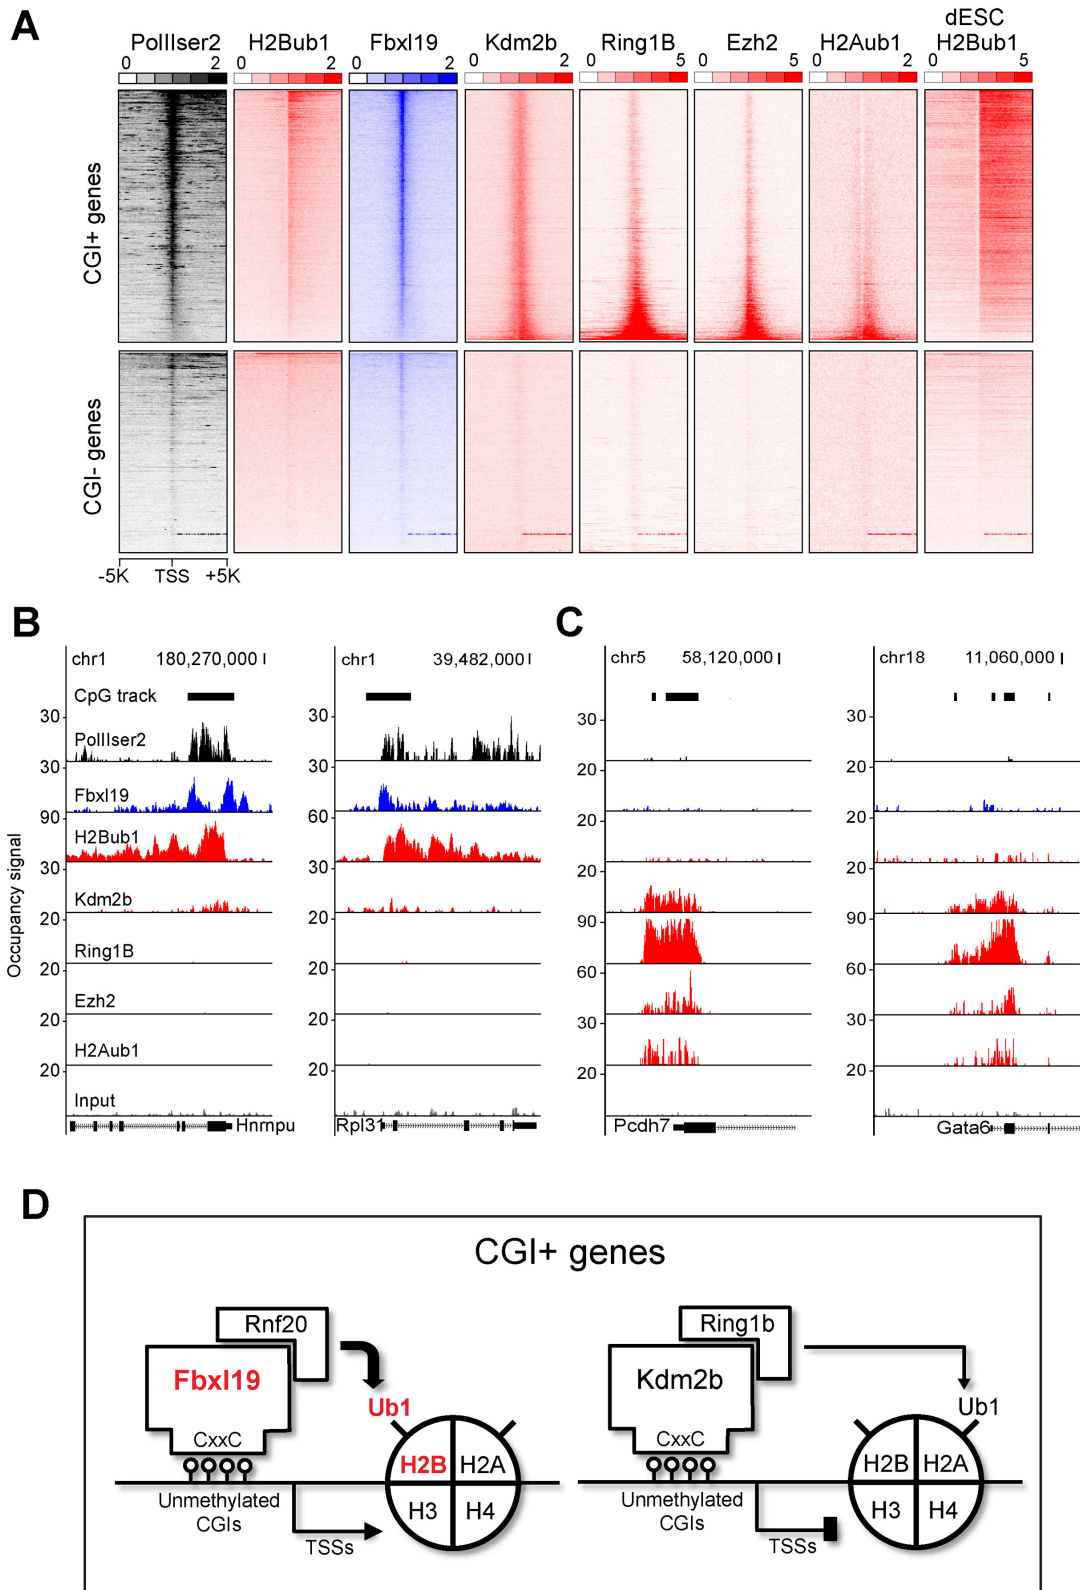 A
PolIIser2 H2Bub1 Fbxl19 Kdm2b Ring1B Ezh2 H2Aub1 dESC H2Bub1
0 2 0 2 0 2 0 2 0 5 0 5 0 2 0 5
CGI+ genes
CGI- genes
-5K TSS +5K
B
chr1 180,270,000
CpG track
30
PolIIser2
30
Fbxl19
90
H2Bub1
30
Kdm2b
20
Ring1B
20
Ezh2
20
H2Aub1
20
Input
Hnrnpu
Occupancy signal
chr1 39,482,000
30
30
60
30
20
20
20
20
Rpl31
C
chr5 58,120,000
30
20
20
20
90
60
30
20
Pcdh7
chr18 11,060,000
30
20
20
20
90
60
30
20
Gata6
D
CGI+ genes
Rnf20
Fbxl19
Ub1
CxxC
H2B H2A
H3 H4
Unmethylated
CGIs
TSSs
Ring1b
Kdm2b
Ub1
CxxC
H2B H2A
H3 H4
Unmethylated
CGIs
TSSs